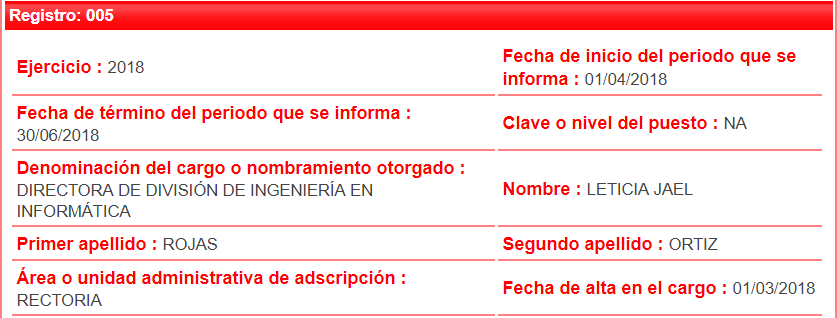 Registro: 005
Ejercicio : 2018
Fecha de inicio del periodo que se
informa : 01/04/2018
Fecha de término del periodo que se informa :
30/06/2018
Clave o nivel del puesto : NA
Denominación del cargo o nombramiento otorgado :
DIRECTORA DE DIVISIÓN DE INGENIERÍA EN
INFORMÁTICA
Nombre : LETICIA JAEL
Primer apellido : ROJAS
Segundo apellido : ORTIZ
Área o unidad administrativa de adscripción :
RECTORIA
Fecha de alta en el cargo : 01/03/2018